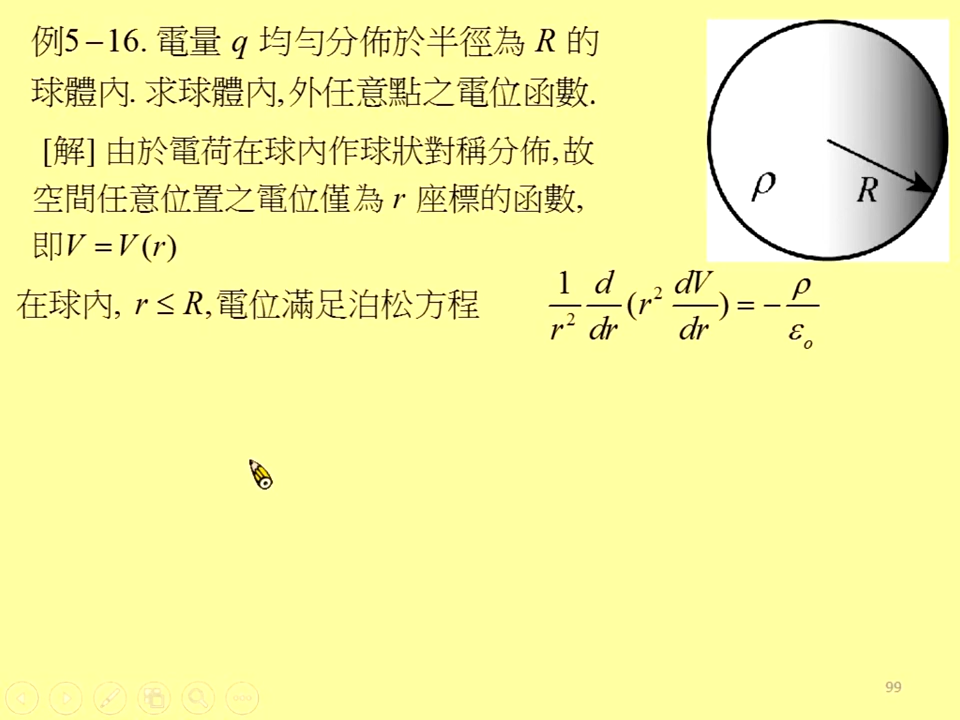 例5－16. 電量 q 均勻分佈於半徑為 R 的
球體內. 求球體內,外任意點之電位函數.
[解] 由於電荷在球內作球狀對稱分佈,故
空間任意位置之電位僅為 r 座標的函數,
即V = V(r)
在球內, r ≤ R,電位滿足泊松方程 1/r² d/dr (r² dV/dr) = − ρ/εₒ
ρ
R
99